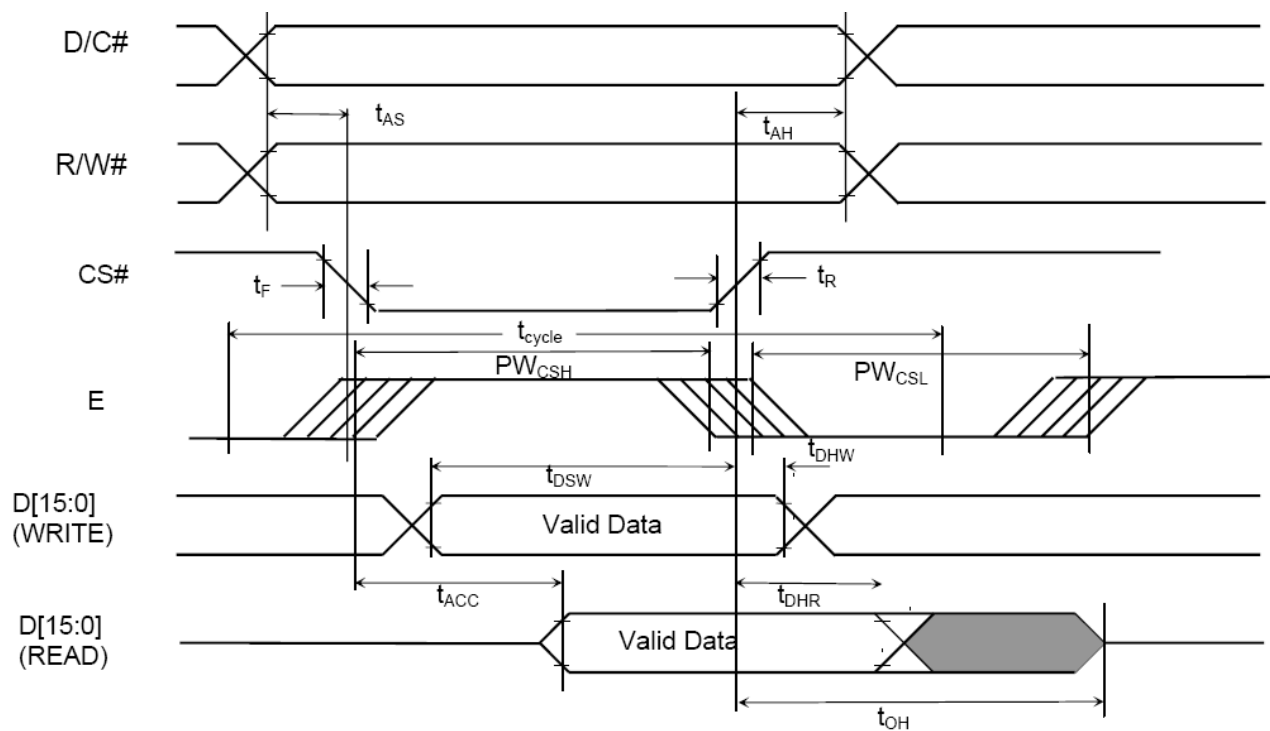 D/C#
tAS
tAH
R/W#
CS#
tF
tR
tcycle
PWCSH
PWCSL
E
tDHW
tDSW
D[15:0]
(WRITE)
Valid Data
tACC
tDHR
D[15:0]
(READ)
Valid Data
tOH